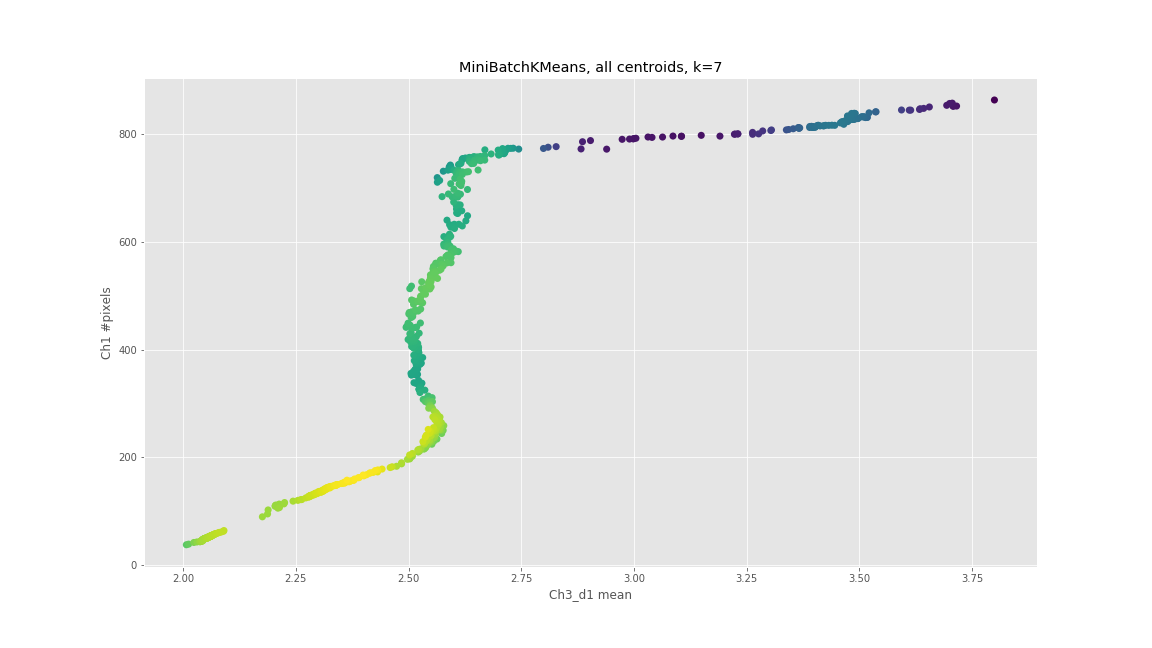 MiniBatchKMeans, all centroids, k=7
800
600
400
200
0
Ch1 #pixels
2.00 2.25 2.50 2.75 3.00 3.25 3.50 3.75
Ch3_d1 mean